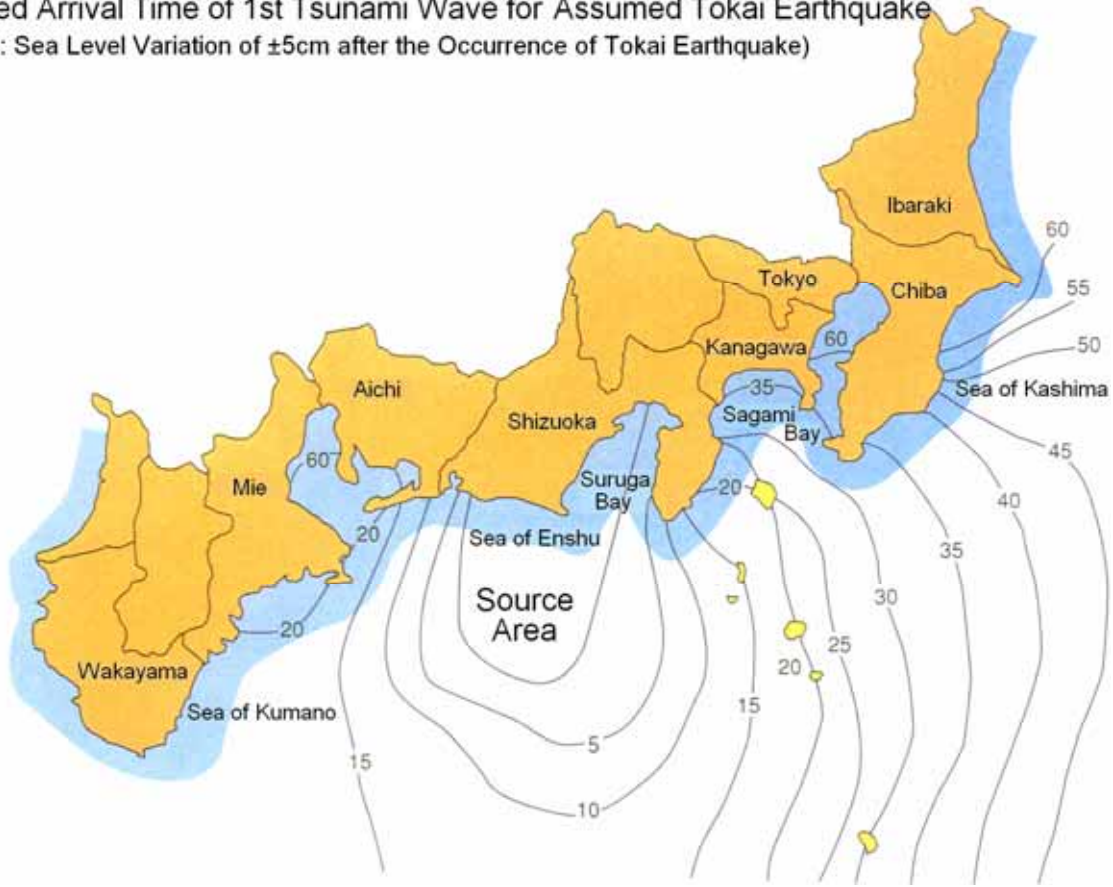 ed Arrival Time of 1st Tsunami Wave for Assumed Tokai Earthquake
: Sea Level Variation of ±5cm after the Occurrence of Tokai Earthquake)
Ibaraki
60
Tokyo
Chiba
55
60
50
Kanagawa
Aichi
35
Sea of Kashima
Shizuoka
Sagami
Bay
60
45
Mie
Suruga
Bay
20
40
20
Sea of Enshu
35
Source
Area
30
20
25
Wakayama
20
Sea of Kumano
15
5
15
10